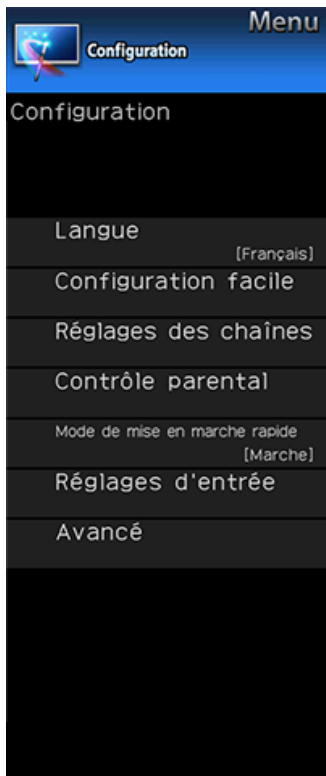 Menu
Configuration
Configuration
Langue
[Français]
Configuration facile
Réglages des chaînes
Contrôle parental
Mode de mise en marche rapide
[Marche]
Réglages d'entrée
Avancé